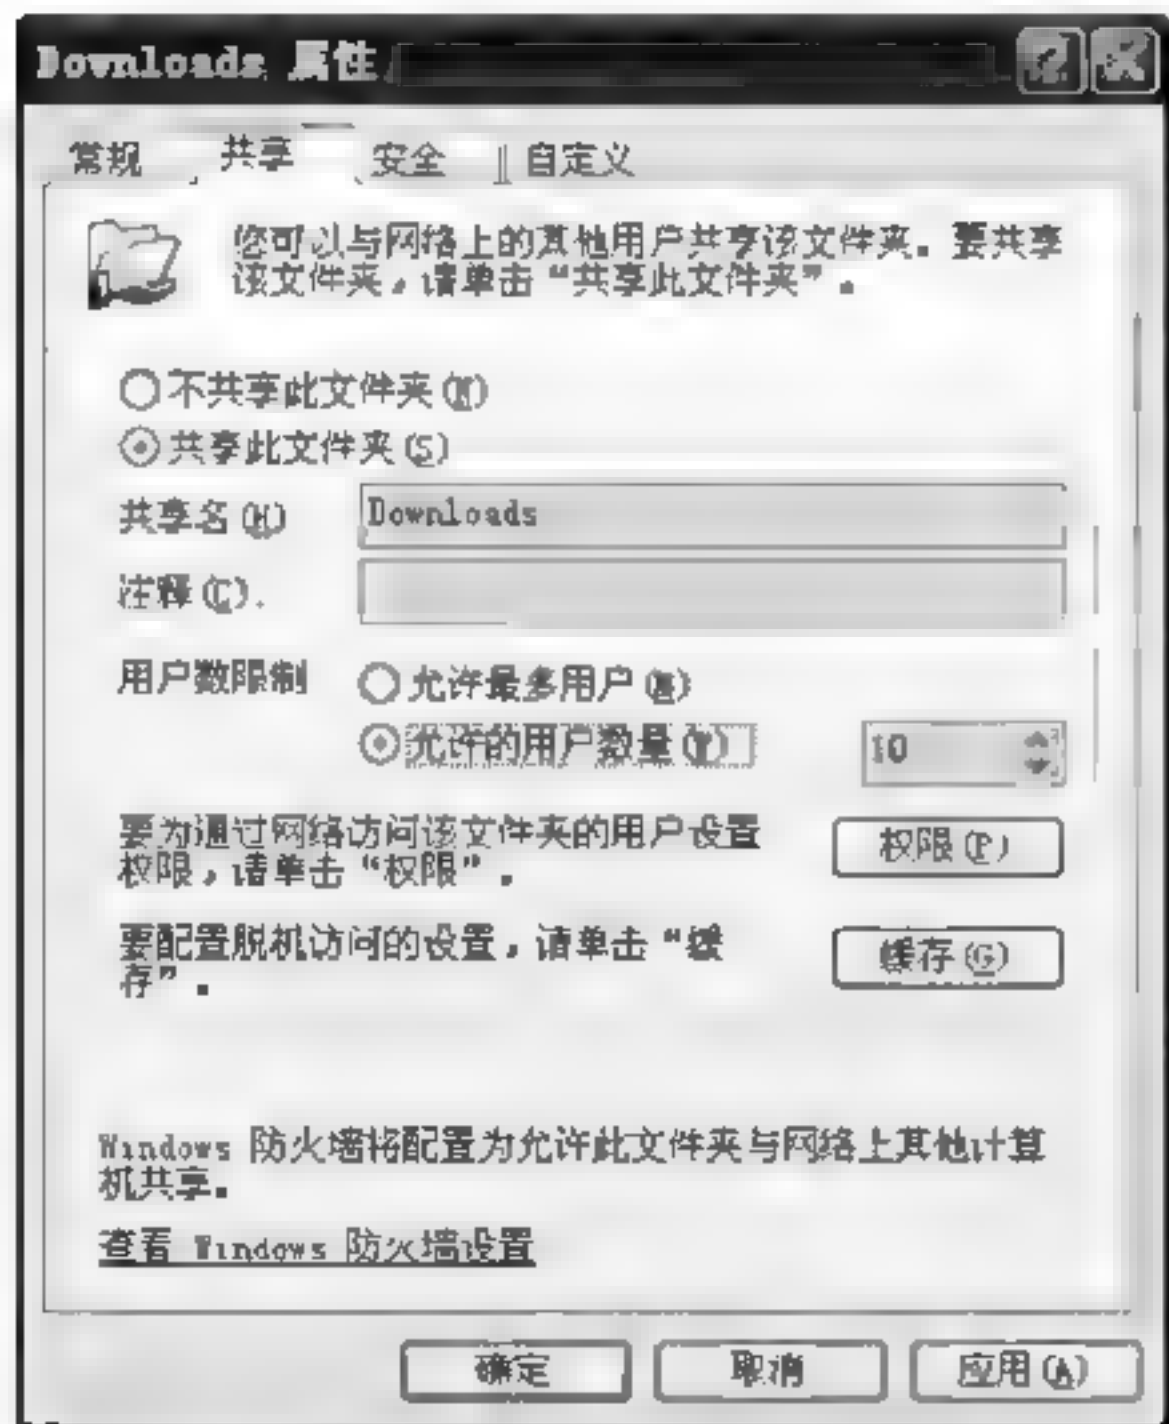 Downloads 属性
常规 共享 安全 自定义
您可以与网络上的其他用户共享该文件夹。要共享
该文件夹，请单击“共享此文件夹”。
不共享此文件夹(N)
共享此文件夹(S)
共享名(H) Downloads
注释(C).
用户数限制 允许最多用户(M)
允许的用户数量(W) 10
要为通过网络访问该文件夹的用户设置 权限(P)
权限，请单击“权限”。
要配置脱机访问的设置，请单击“缓 缓存(G)
存”。
Windows 防火墙将配置为允许此文件夹与网络上其他计算
机共享。
查看 Windows 防火墙设置
确定 取消 应用(A)